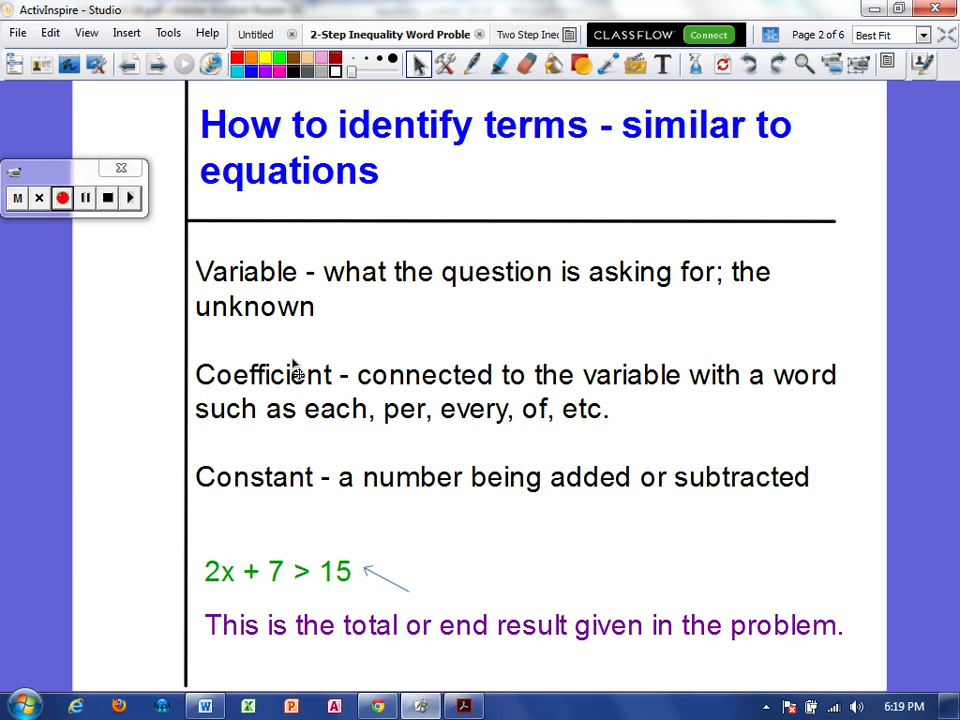 ActivInspire - Studio
File Edit View Insert Tools Help
Untitled
2-Step Inequality Word Proble
Two Step Ineq
CLASSFLOW Connect
Page 2 of 6
Best Fit
How to identify terms - similar to
equations
M
Variable - what the question is asking for; the
unknown
Coefficient - connected to the variable with a word
such as each, per, every, of, etc.
Constant - a number being added or subtracted
2x + 7 > 15
This is the total or end result given in the problem.
6:19 PM